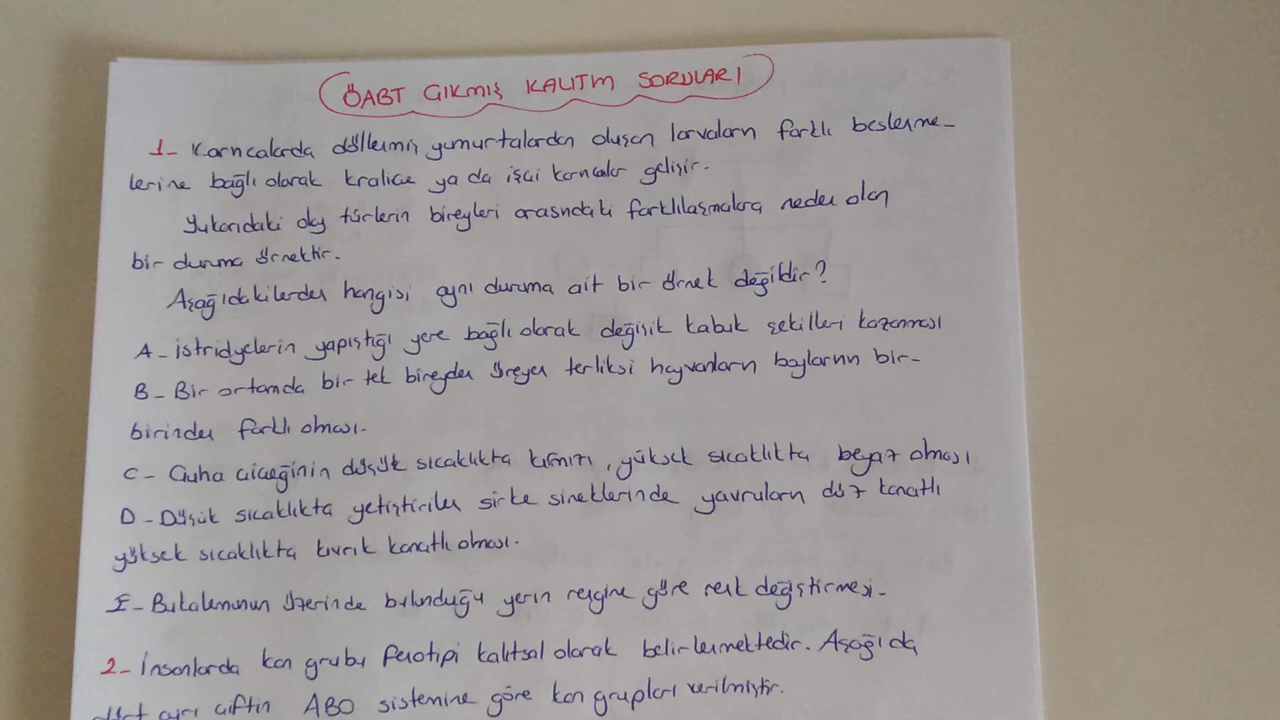 ÖABT ÇIKMIŞ KALITIM SORULARI
1- Karıncalarda döllenmiş yumurtalardan oluşan larvaların farklı beslenme-
lerine bağlı olarak kraliçe ya da işçi karıncalar gelişir.
Yukarıdaki olay türlerin bireyleri arasındaki farklılaşmalara neden olan
bir duruma örnektir.
Aşağıdakilerden hangisi aynı duruma ait bir örnek değildir?
A- İstridyelerin yapıştığı yere bağlı olarak değişik kabuk şekilleri kazanması
B- Bir ortamda bir tek bireyden üreyen terliksi hayvanların boylarının bir-
birinden farklı olması.
C- Çuha çiçeğinin düşük sıcaklıkta kırmızı, yüksek sıcaklıkta beyaz olması
D- Düşük sıcaklıkta yetiştirilen sirke sineklerinde yavruların düz kanatlı
yüksek sıcaklıkta kıvrık kanatlı olması.
E- Bukalemunun üzerinde bulunduğu yerin rengine göre renk değiştirmesi-
2- İnsanlarda kan grubu fenotipi kalıtsal olarak belirlenmektedir. Aşağıda
dört ayrı çiftin ABO sistemine göre kan grupları verilmiştir.